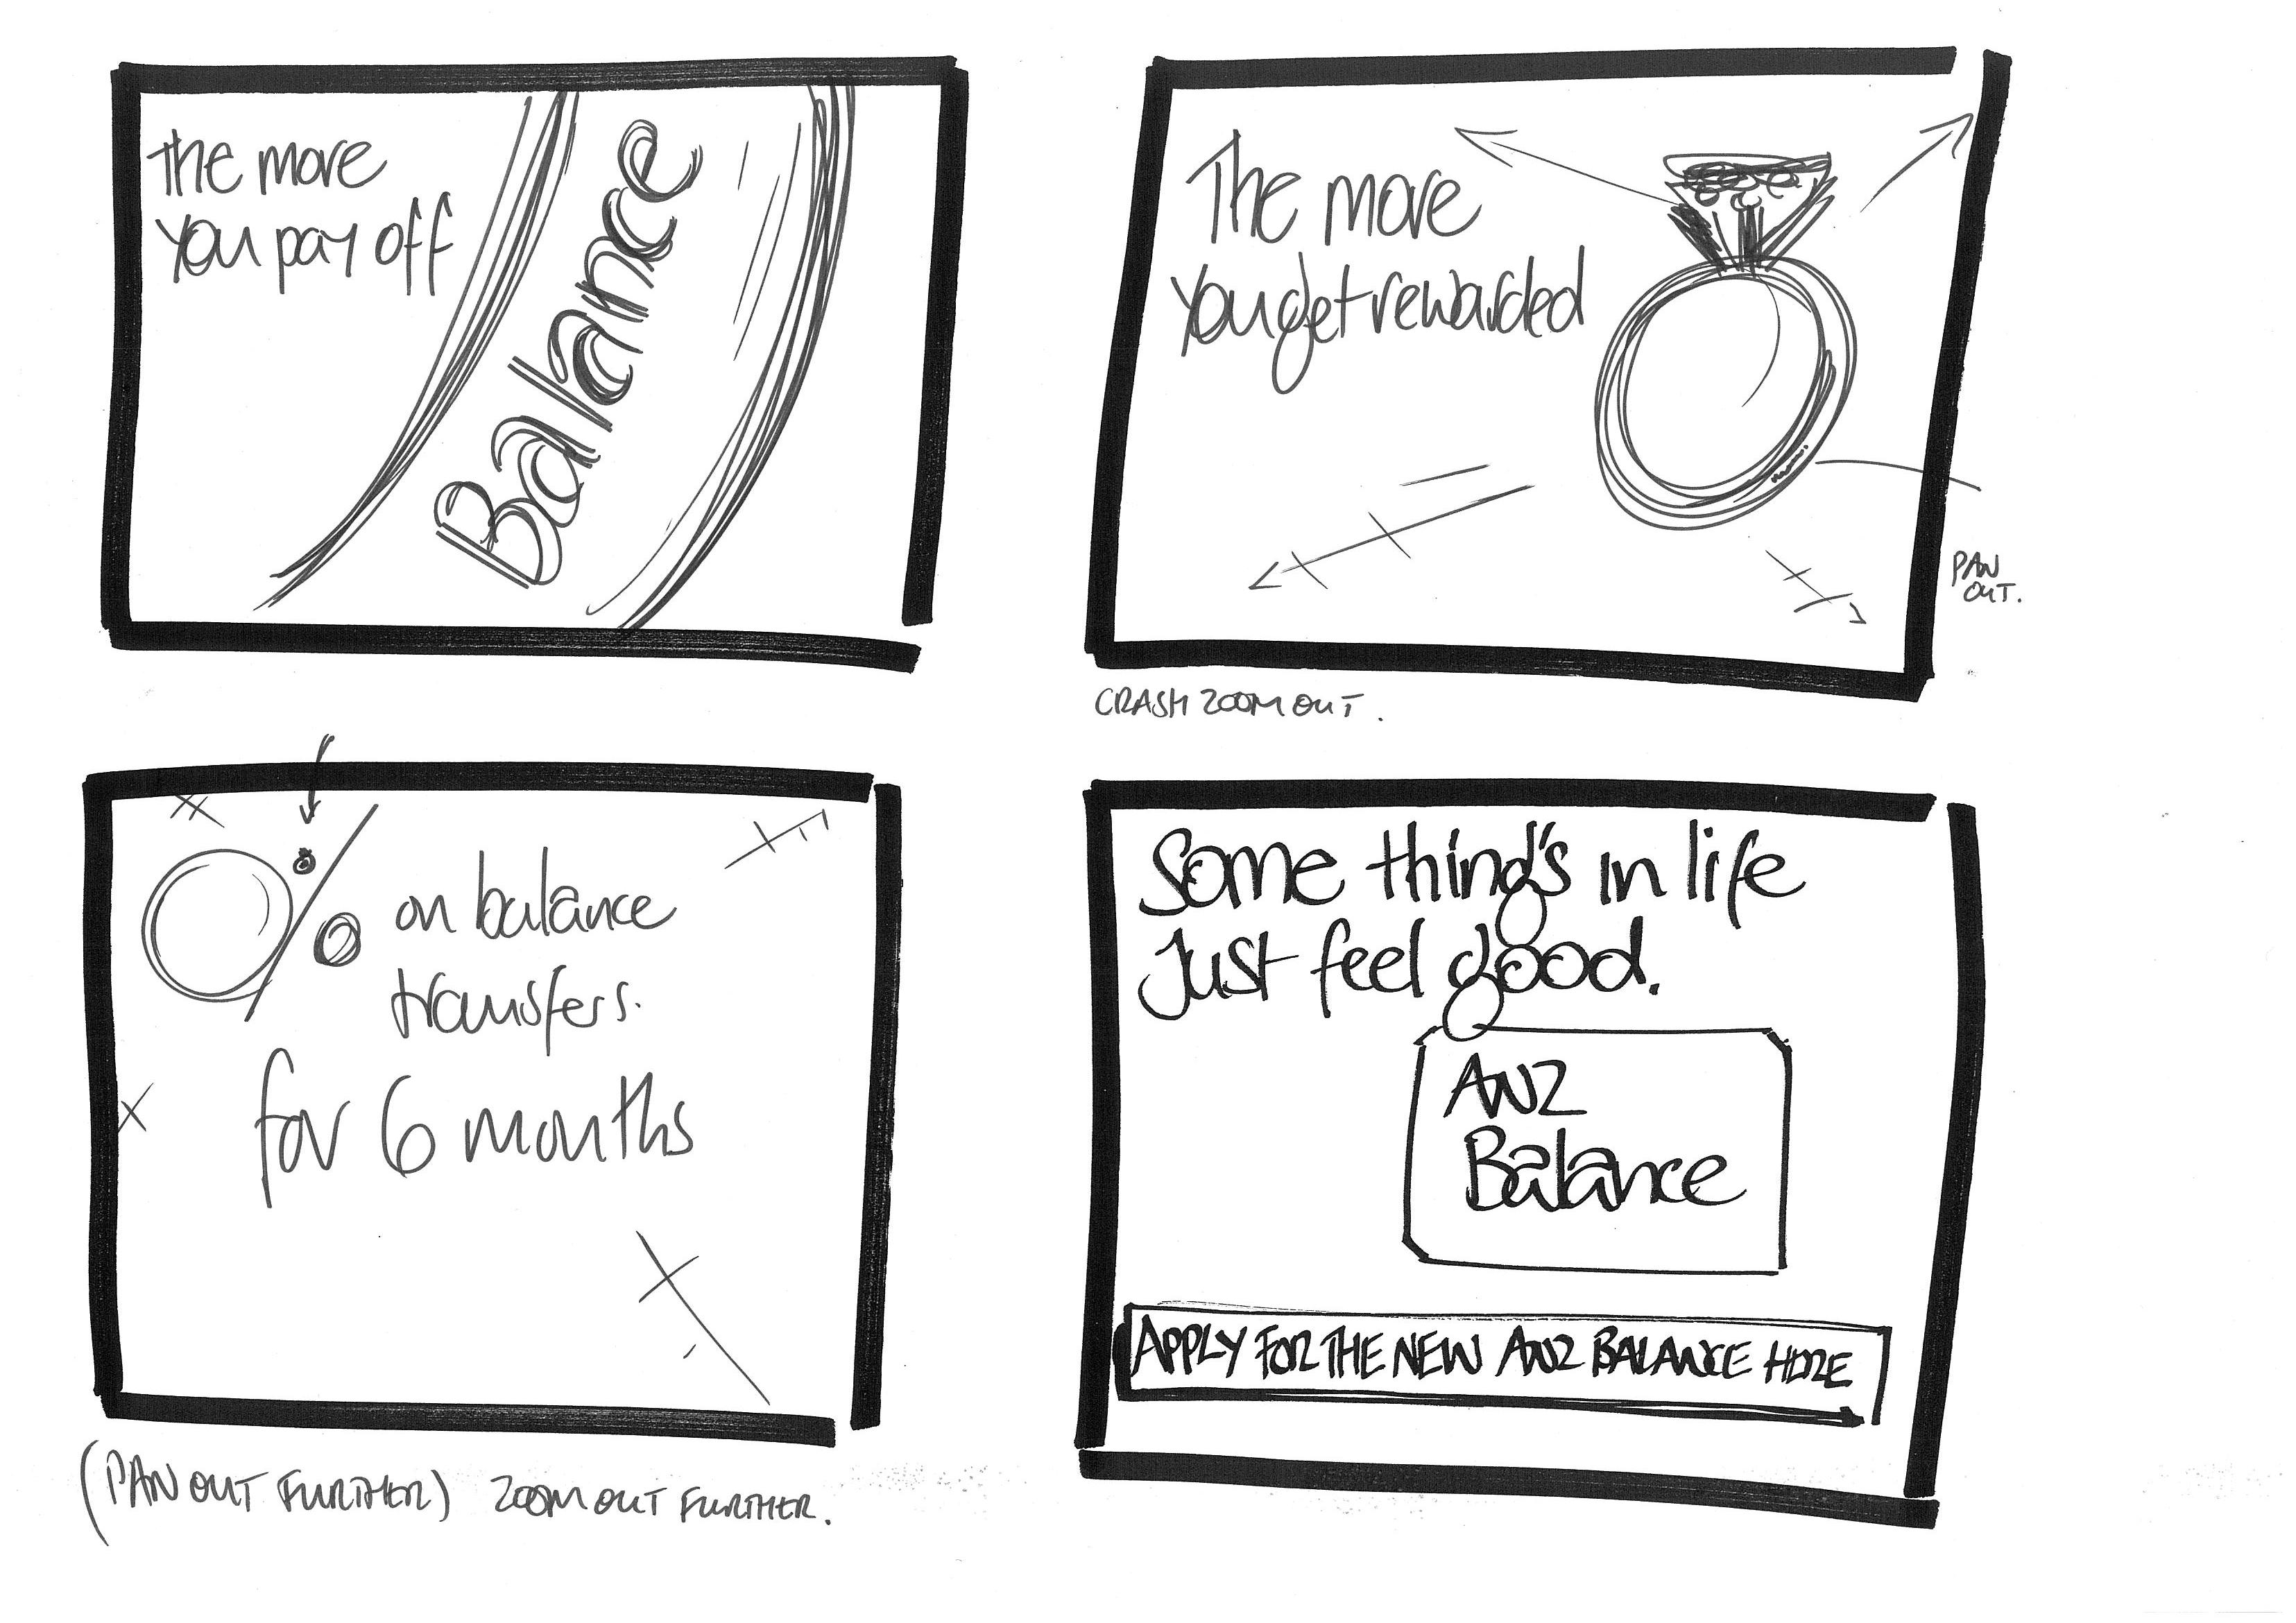 The more
you pay off
Balance
The more
you get rewarded
PAN
OUT.
CRASH ZOOM OUT.
0% on balance
transfers.
for 6 months
(PAN OUT FURTHER) ZOOM OUT FURTHER.
Some thing's in life
Just feel good.
ANZ
Balance
APPLY FOR THE NEW ANZ BALANCE HERE